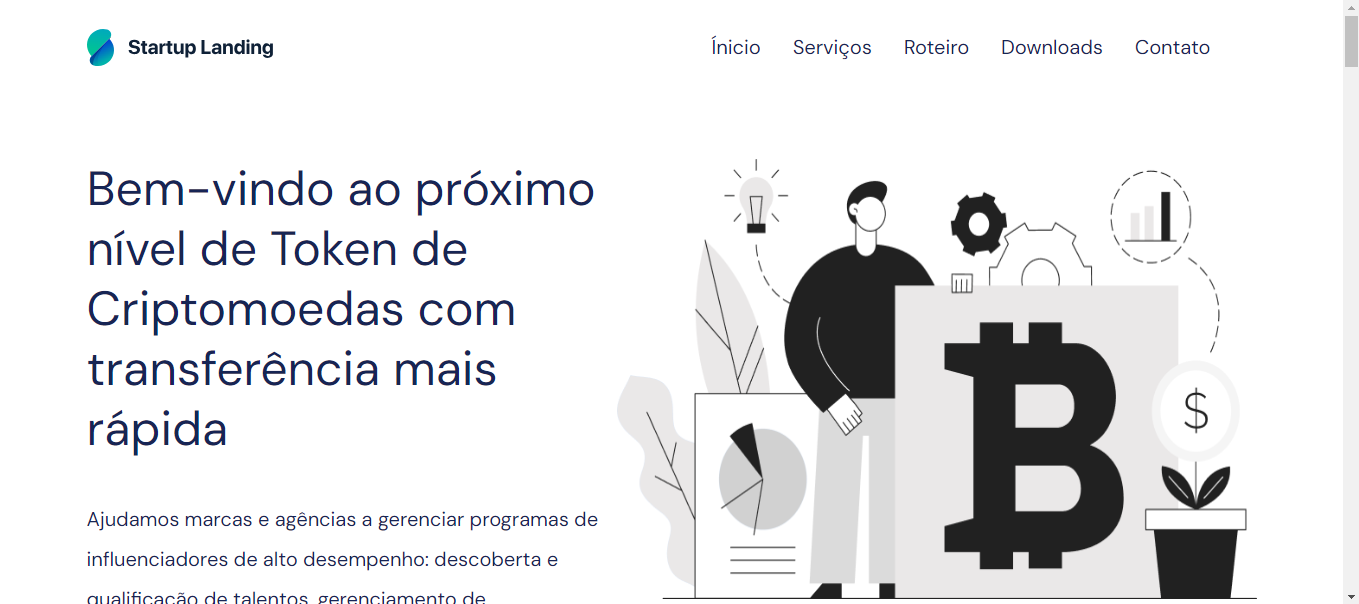 Startup Landing
Ínicio Serviços Roteiro Downloads Contato
Bem-vindo ao próximo
nível de Token de
Criptomoedas com
transferência mais
rápida
Ajudamos marcas e agências a gerenciar programas de
influenciadores de alto desempenho: descoberta e
qualificação de talentos, gerenciamento de
$